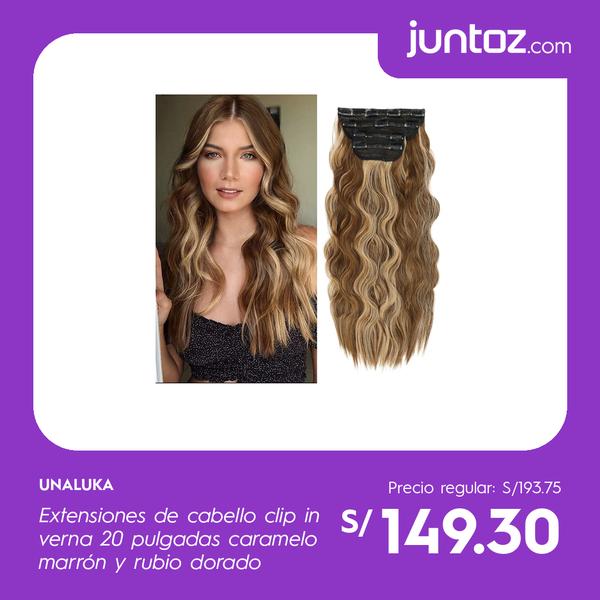 juntoz.com
UNALUKA
Extensiones de cabello clip in
verna 20 pulgadas caramelo
marrón y rubio dorado
Precio regular: S/193.75
S/149.30